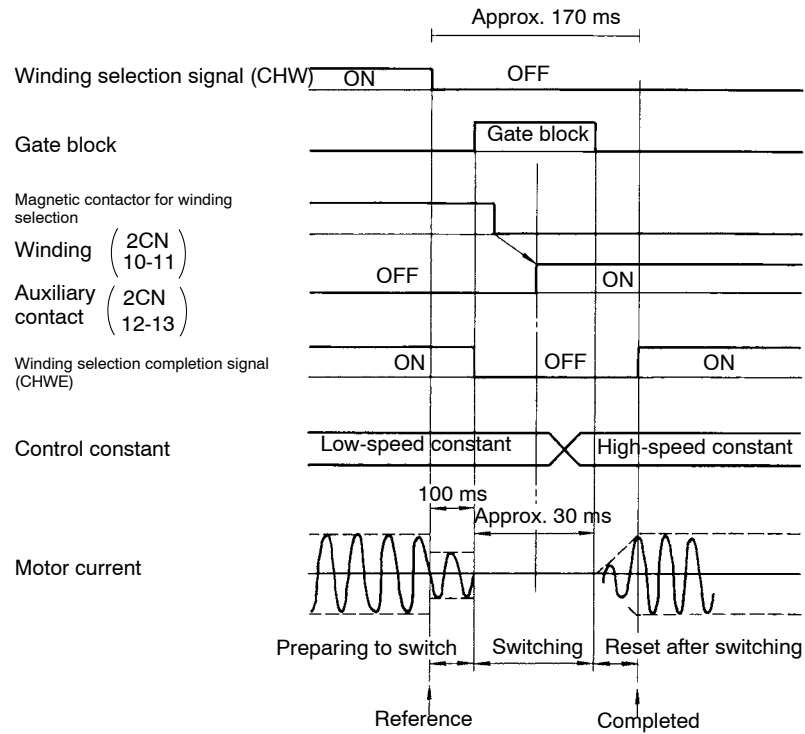 Approx. 170 ms
Winding selection signal (CHW)
ON
OFF
Gate block
Gate block
Magnetic contactor for winding
selection
Winding (2CN
10-11)
OFF
ON
Auxiliary
contact (2CN
12-13)
Winding selection completion signal
(CHWE)
ON
OFF
ON
Control constant
Low-speed constant
High-speed constant
100 ms
Approx. 30 ms
Motor current
Preparing to switch
Switching
Reset after switching
Reference
Completed